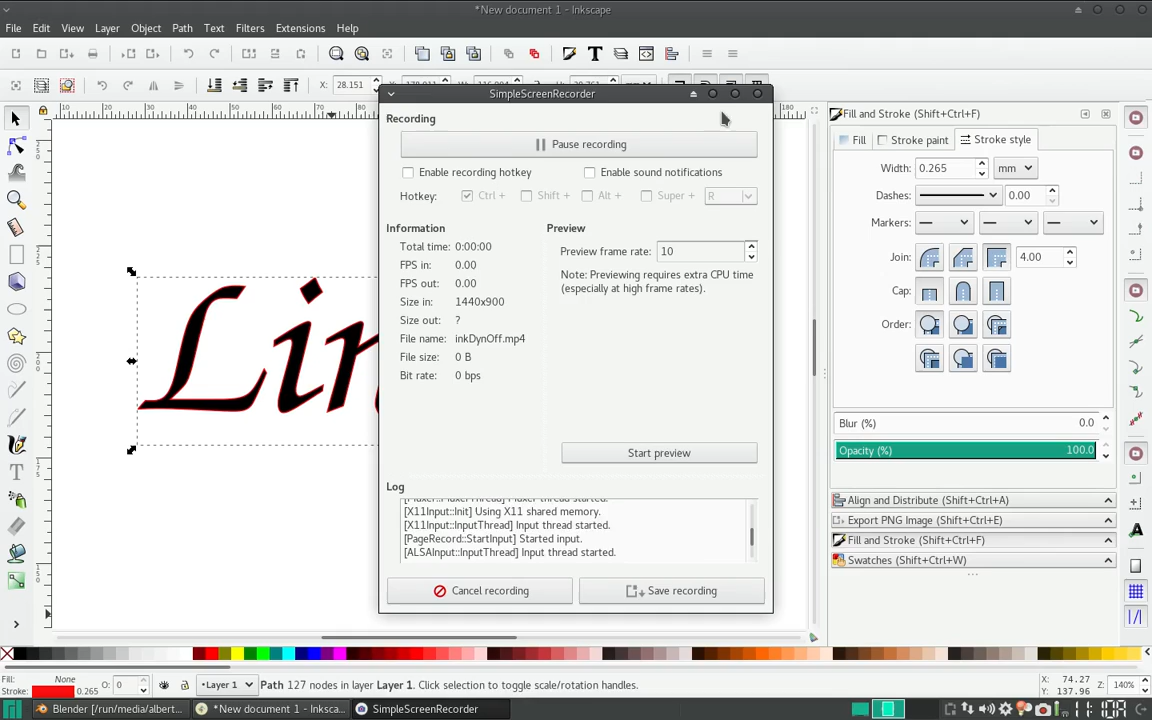 *New document 1 - Inkscape
File Edit View Layer Object Path Text Filters Extensions Help
X: 28.151
SimpleScreenRecorder
Recording
Pause recording
Enable recording hotkey Enable sound notifications
Hotkey: Ctrl + Shift + Alt + Super + R
Information
Total time: 0:00:00
FPS in: 0.00
FPS out: 0.00
Size in: 1440x900
Size out: ?
File name: inkDynOff.mp4
File size: 0 B
Bit rate: 0 bps
Preview
Preview frame rate: 10
Note: Previewing requires extra CPU time
(especially at high frame rates).
Start preview
Log
[X11Input::Init] Using X11 shared memory.
[X11Input::InputThread] Input thread started.
[PageRecord::StartInput] Started input.
[ALSAInput::InputThread] Input thread started.
Cancel recording Save recording
Lin
Fill and Stroke (Shift+Ctrl+F)
Fill Stroke paint Stroke style
Width: 0.265 mm
Dashes: 0.00
Markers:
Join: 4.00
Cap:
Order:
Blur (%) 0.0
Opacity (%) 100.0
Align and Distribute (Shift+Ctrl+A)
Export PNG Image (Shift+Ctrl+E)
Fill and Stroke (Shift+Ctrl+F)
Swatches (Shift+Ctrl+W)
Fill: None
Stroke: 0.265 O: 0 •Layer 1 Path 127 nodes in layer Layer 1. Click selection to toggle scale/rotation handles. X: 74.27
Y: 137.96 Z: 140%
Blender [/run/media/albert... *New document 1 - Inksca... SimpleScreenRecorder 11:08